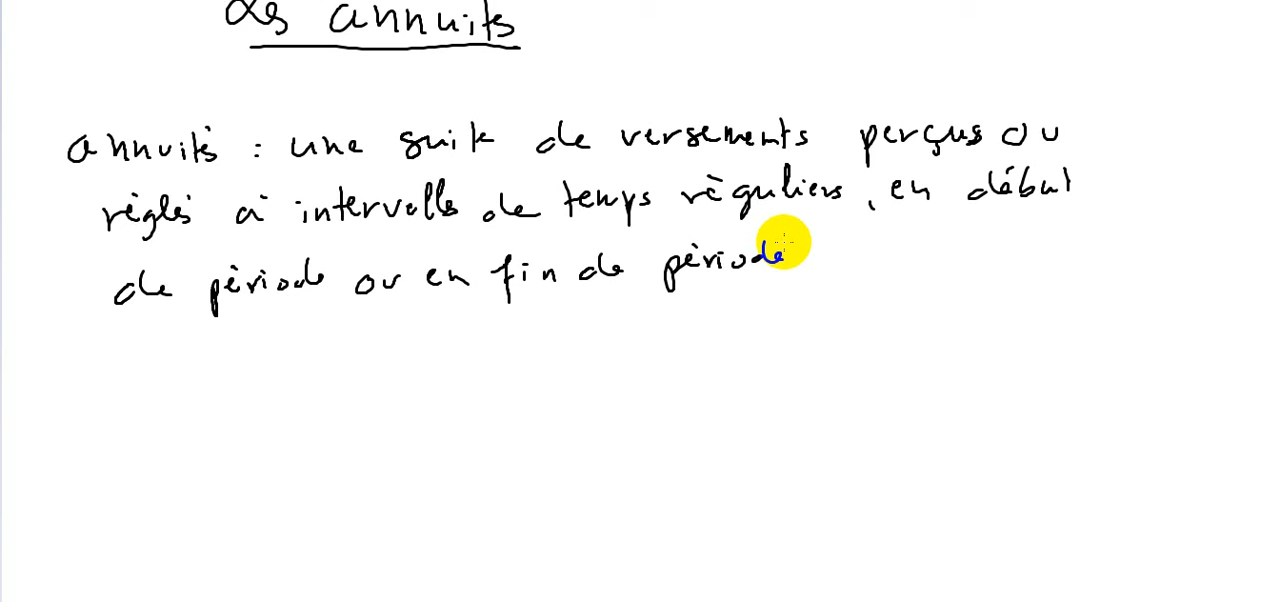 Les annuités
annuités : une suite de versements perçus ou
réglés à intervalles de temps réguliers, en début
de période ou en fin de période